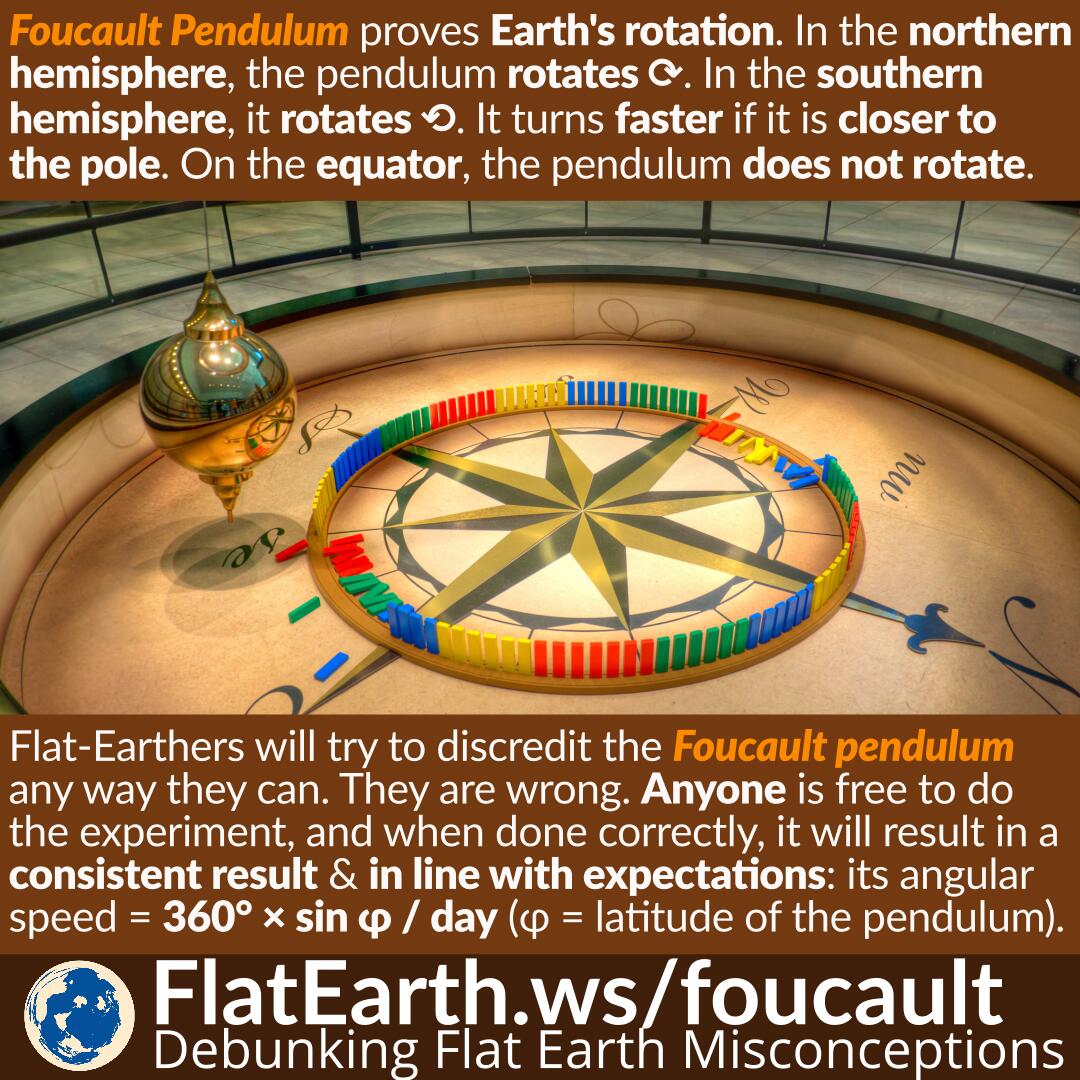 Foucault Pendulum proves Earth's rotation. In the northern
hemisphere, the pendulum rotates ⟳. In the southern
hemisphere, it rotates ⟲. It turns faster if it is closer to
the pole. On the equator, the pendulum does not rotate.
s
w
se
nw
N
Flat-Earthers will try to discredit the Foucault pendulum
any way they can. They are wrong. Anyone is free to do
the experiment, and when done correctly, it will result in a
consistent result & in line with expectations: its angular
speed = 360° × sin φ / day (φ = latitude of the pendulum).
FlatEarth.ws/foucault
Debunking Flat Earth Misconceptions